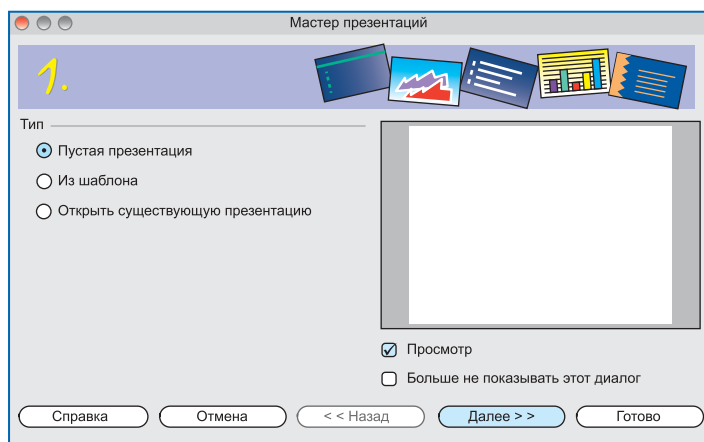 Мастер презентаций
1.
Тип
Пустая презентация
Из шаблона
Открыть существующую презентацию
Просмотр
Больше не показывать этот диалог
Справка
Отмена
< < Назад
Далее > >
Готово